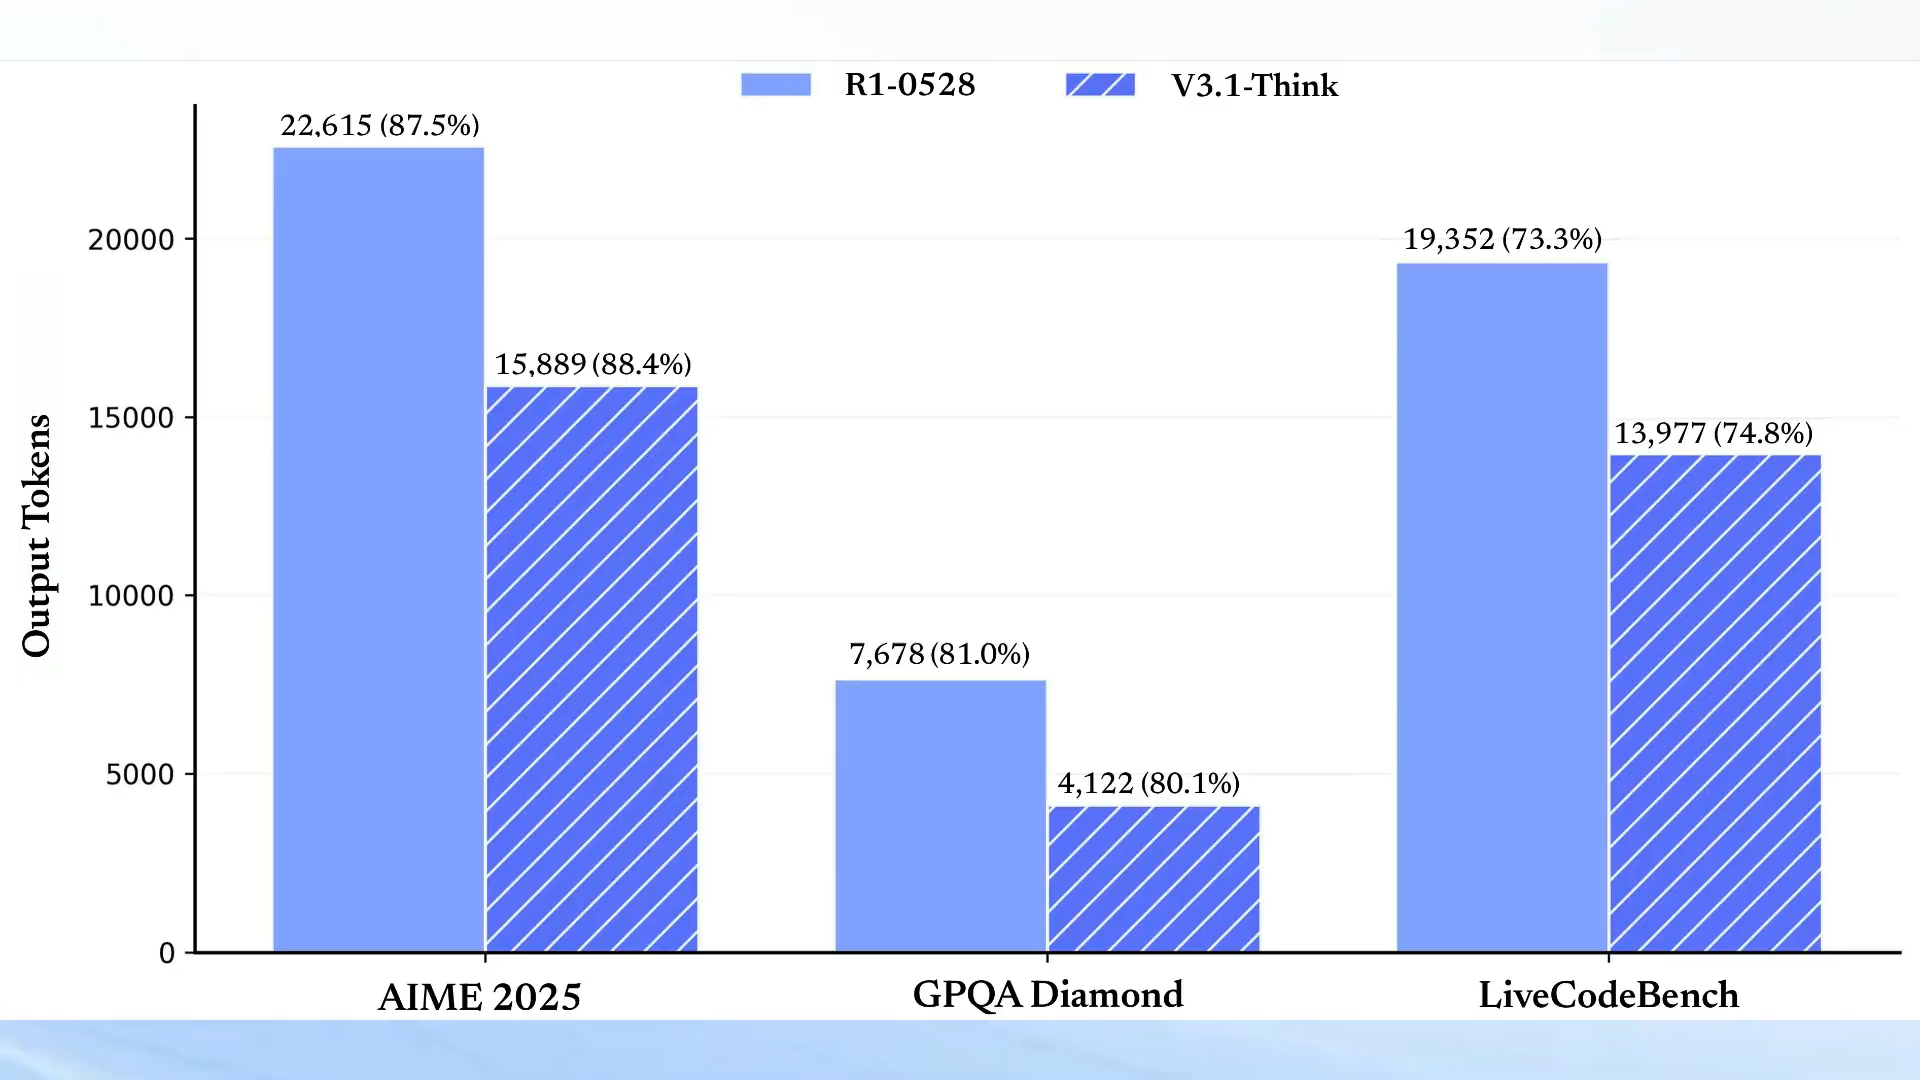 R1-0528
V3.1-Think
Output Tokens
20000
15000
10000
5000
0
22,615 (87.5%)
15,889 (88.4%)
7,678 (81.0%)
4,122 (80.1%)
19,352 (73.3%)
13,977 (74.8%)
AIME 2025
GPQA Diamond
LiveCodeBench